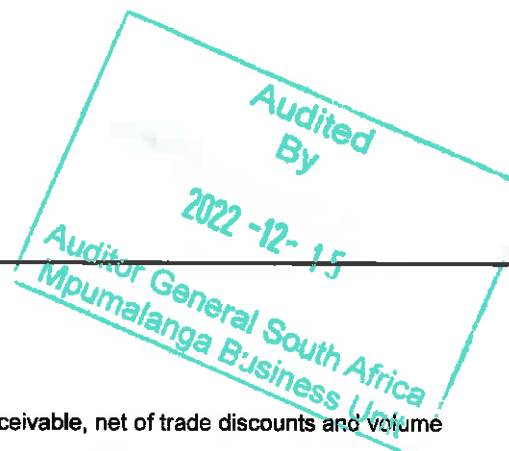 Audited
By
2022 -12- 15
Auditor General South Africa
Mpumalanga Business Unit
ceivable, net of trade discounts and volume